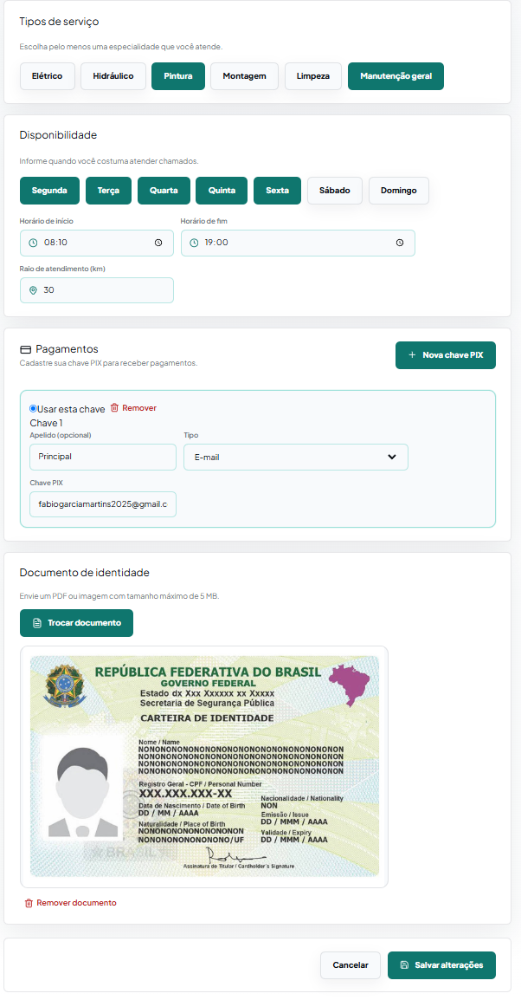 Tipos de serviço
Escolha pelo menos uma especialidade que você atende.
Elétrico Hidráulico Pintura Montagem Limpeza Manutenção geral
Disponibilidade
Informe quando você costuma atender chamados.
Segunda Terça Quarta Quinta Sexta Sábado Domingo
Horário de início Horário de fim
08:10 19:00
Raio de atendimento (km)
30
Pagamentos
Cadastre sua chave PIX para receber pagamentos.
+ Nova chave PIX
Usar esta chave Remover
Chave 1
Apelido (opcional) Tipo
Principal E-mail
Chave PIX
fabiogarciamartins2025@gmail.c
Documento de identidade
Envie um PDF ou imagem com tamanho máximo de 5 MB.
Trocar documento
REPÚBLICA FEDERATIVA DO BRASIL
GOVERNO FEDERAL
Estado dx Xxx Xxxxxx xx Xxxxx
Secretaria de Segurança Pública
CARTEIRA DE IDENTIDADE
Nome / Name
NONONONONONONONONONONONONONONONONONON
NONONONONONONONONONONONONONONONONONON
NONONONONONONONONONONONONONONONONONON
NONONONONONONONONONONONONONONONONONON
Registro Geral - CPF / Personal Number
XXX.XXX.XXX-XX
Nacionalidade / Nationality
NON
Data de Nascimento / Date of Birth
DD / MM / AAAA
Emissão / Issue
DD / MMM / AAAA
Naturalidade / Place of Birth
NONONONONONONONONON
NONONONONONONONO/UF
Validade / Expiry
DD / MMM / AAAA
BRASIL
Assinatura de Titular / Cardholder´s Signature
Remover documento
Cancelar Salvar alterações